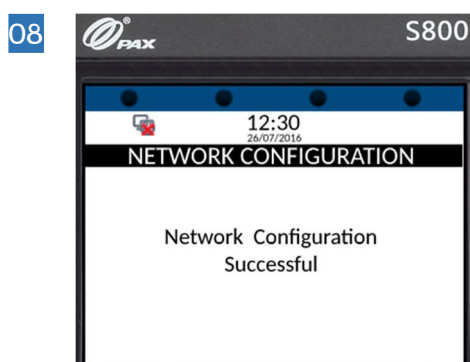 08
PAX®
S800
12:30
26/07/2016
NETWORK CONFIGURATION
Network Configuration
Successful